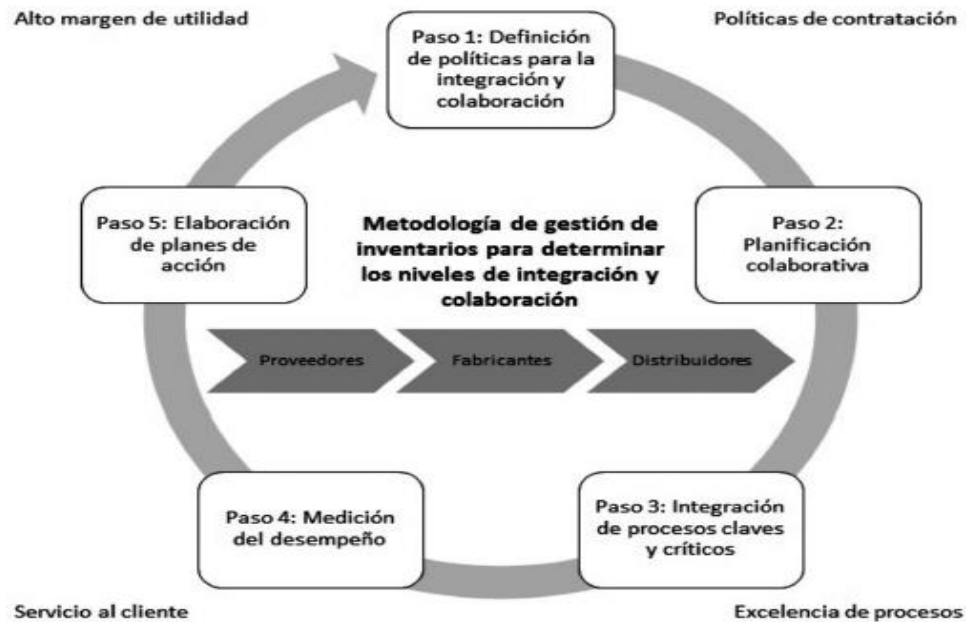 Alto margen de utilidad
Políticas de contratación
Paso 1: Definición
de políticas para la
integración y
colaboración
Paso 5: Elaboración
de planes de
acción
Metodología de gestión de
inventarios para determinar
los niveles de integración y
colaboración
Paso 2:
Planificación
colaborativa
Proveedores
Fabricantes
Distribuidores
Paso 4: Medición
del desempeño
Paso 3: Integración
de procesos claves
y críticos
Servicio al cliente
Excelencia de procesos